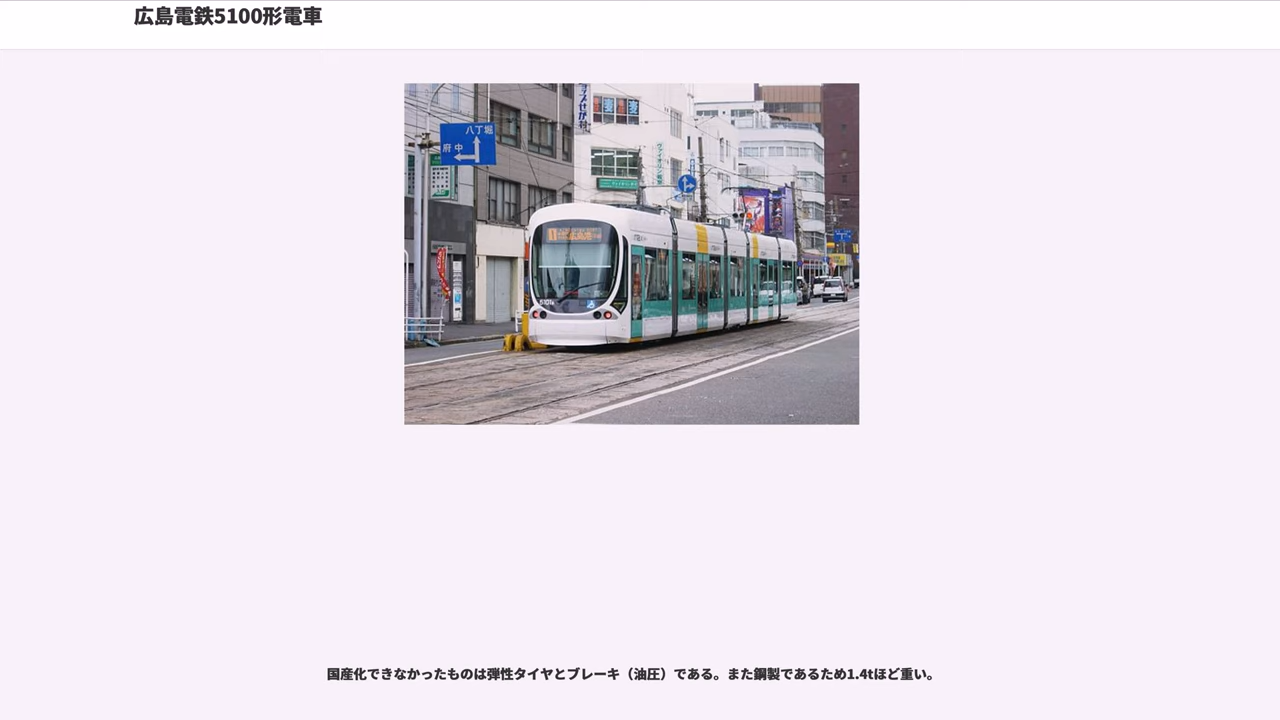 広島電鉄5100形電車
八丁堀
府中
国産化できなかったものは弾性タイヤとブレーキ（油圧）である。また鋼製であるため1.4tほど重い。